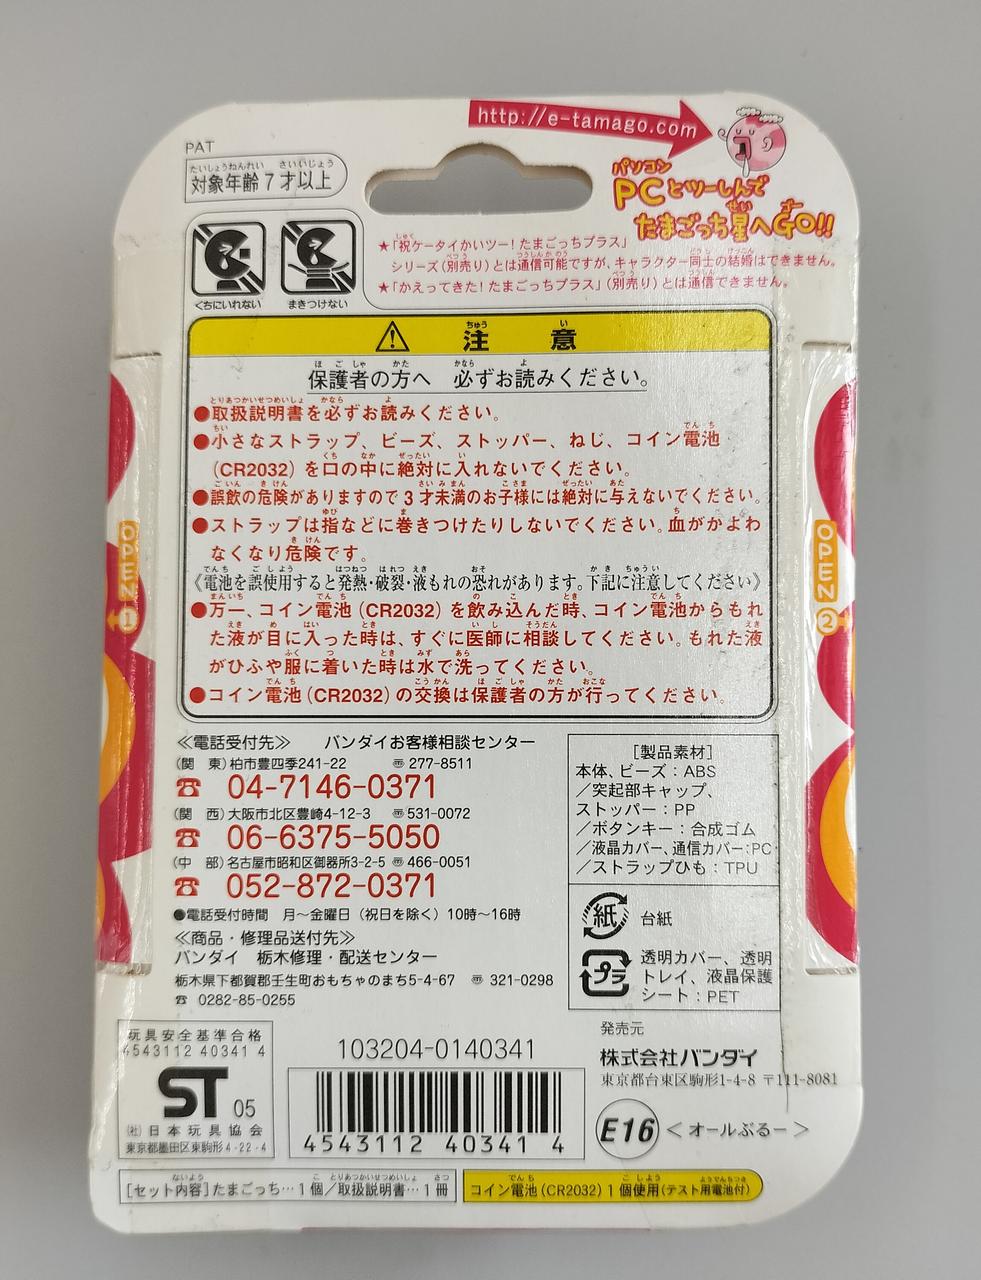 http://e-tamago.com
PAT
対象年齢7才以上
パソコン
PCとツーしんで
たまごっち星へGO!!
くちにいれない
まきつけない
★「祝ケータイかいツー!たまごっちプラス」
シリーズ(別売り)とは通信可能ですが、キャラクター同士の結婚はできません。
★「かえってきた!たまごっちプラス」(別売り)とは通信できません。
注意
保護者の方へ 必ずお読みください。
●取扱説明書を必ずお読みください。
●小さなストラップ、ビーズ、ストッパー、ねじ、コイン電池
(CR2032)を口の中に絶対に入れないでください。
●誤飲の危険がありますので3才未満のお子様には絶対に与えないでください。
●ストラップは指などに巻きつけたりしないでください。血がかよわ
なくなり危険です。
《電池を誤使用すると発熱・破裂・液もれの恐れがあります。下記に注意してください》
●万一、コイン電池(CR2032)を飲み込んだ時、コイン電池からもれ
た液が目に入った時は、すぐに医師に相談してください。もれた液
がひふや服に着いた時は水で洗ってください。
●コイン電池(CR2032)の交換は保護者の方が行ってください。
OPEN
1
OPEN
2
≪電話受付先≫ バンダイお客様相談センター
(関 東)柏市豊四季241-22 〒277-8511
☎ 04-7146-0371
(関 西)大阪市北区豊崎4-12-3 〒531-0072
☎ 06-6375-5050
(中 部)名古屋市昭和区御器所3-2-5 〒466-0051
☎ 052-872-0371
●電話受付時間 月〜金曜日(祝日を除く)10時〜16時
≪商品・修理品送付先≫
バンダイ 栃木修理・配送センター
栃木県下都賀郡壬生町おもちゃのまち5-4-67 〒321-0298
☎ 0282-85-0255
[製品素材]
本体、ビーズ:ABS
/突起部キャップ、
ストッパー:PP
/ボタンキー:合成ゴム
/液晶カバー、通信カバー:PC
/ストラップひも:TPU
紙
台紙
プラ
透明カバー、透明
トレイ、液晶保護
シート:PET
玩具安全基準合格
4543112 40341 4
ST 05
(社)日本玩具協会
東京都墨田区東駒形4-22-4
103204-0140341
4543112 40341 4
発売元
株式会社バンダイ
東京都台東区駒形1-4-8 〒111-8081
E16
<オールぶるー>
[セット内容]たまごっち…1個/取扱説明書…1冊
コイン電池(CR2032)1個使用(テスト用電池付)